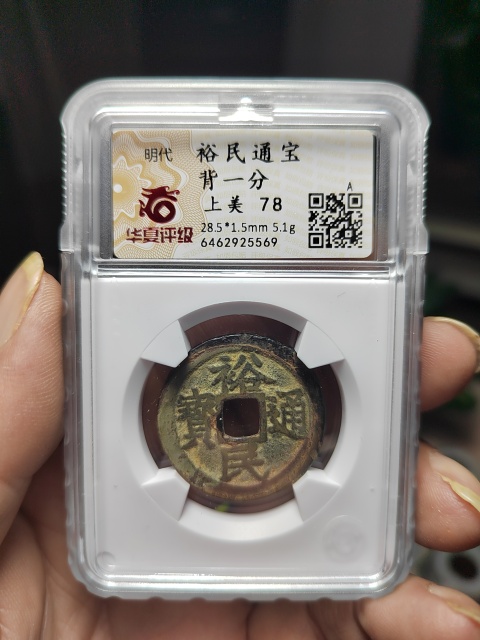 明代
裕民通宝
背一分
上美 78
A
华夏评级
28.5*1.5mm 5.1g
6462925569
裕民通寶